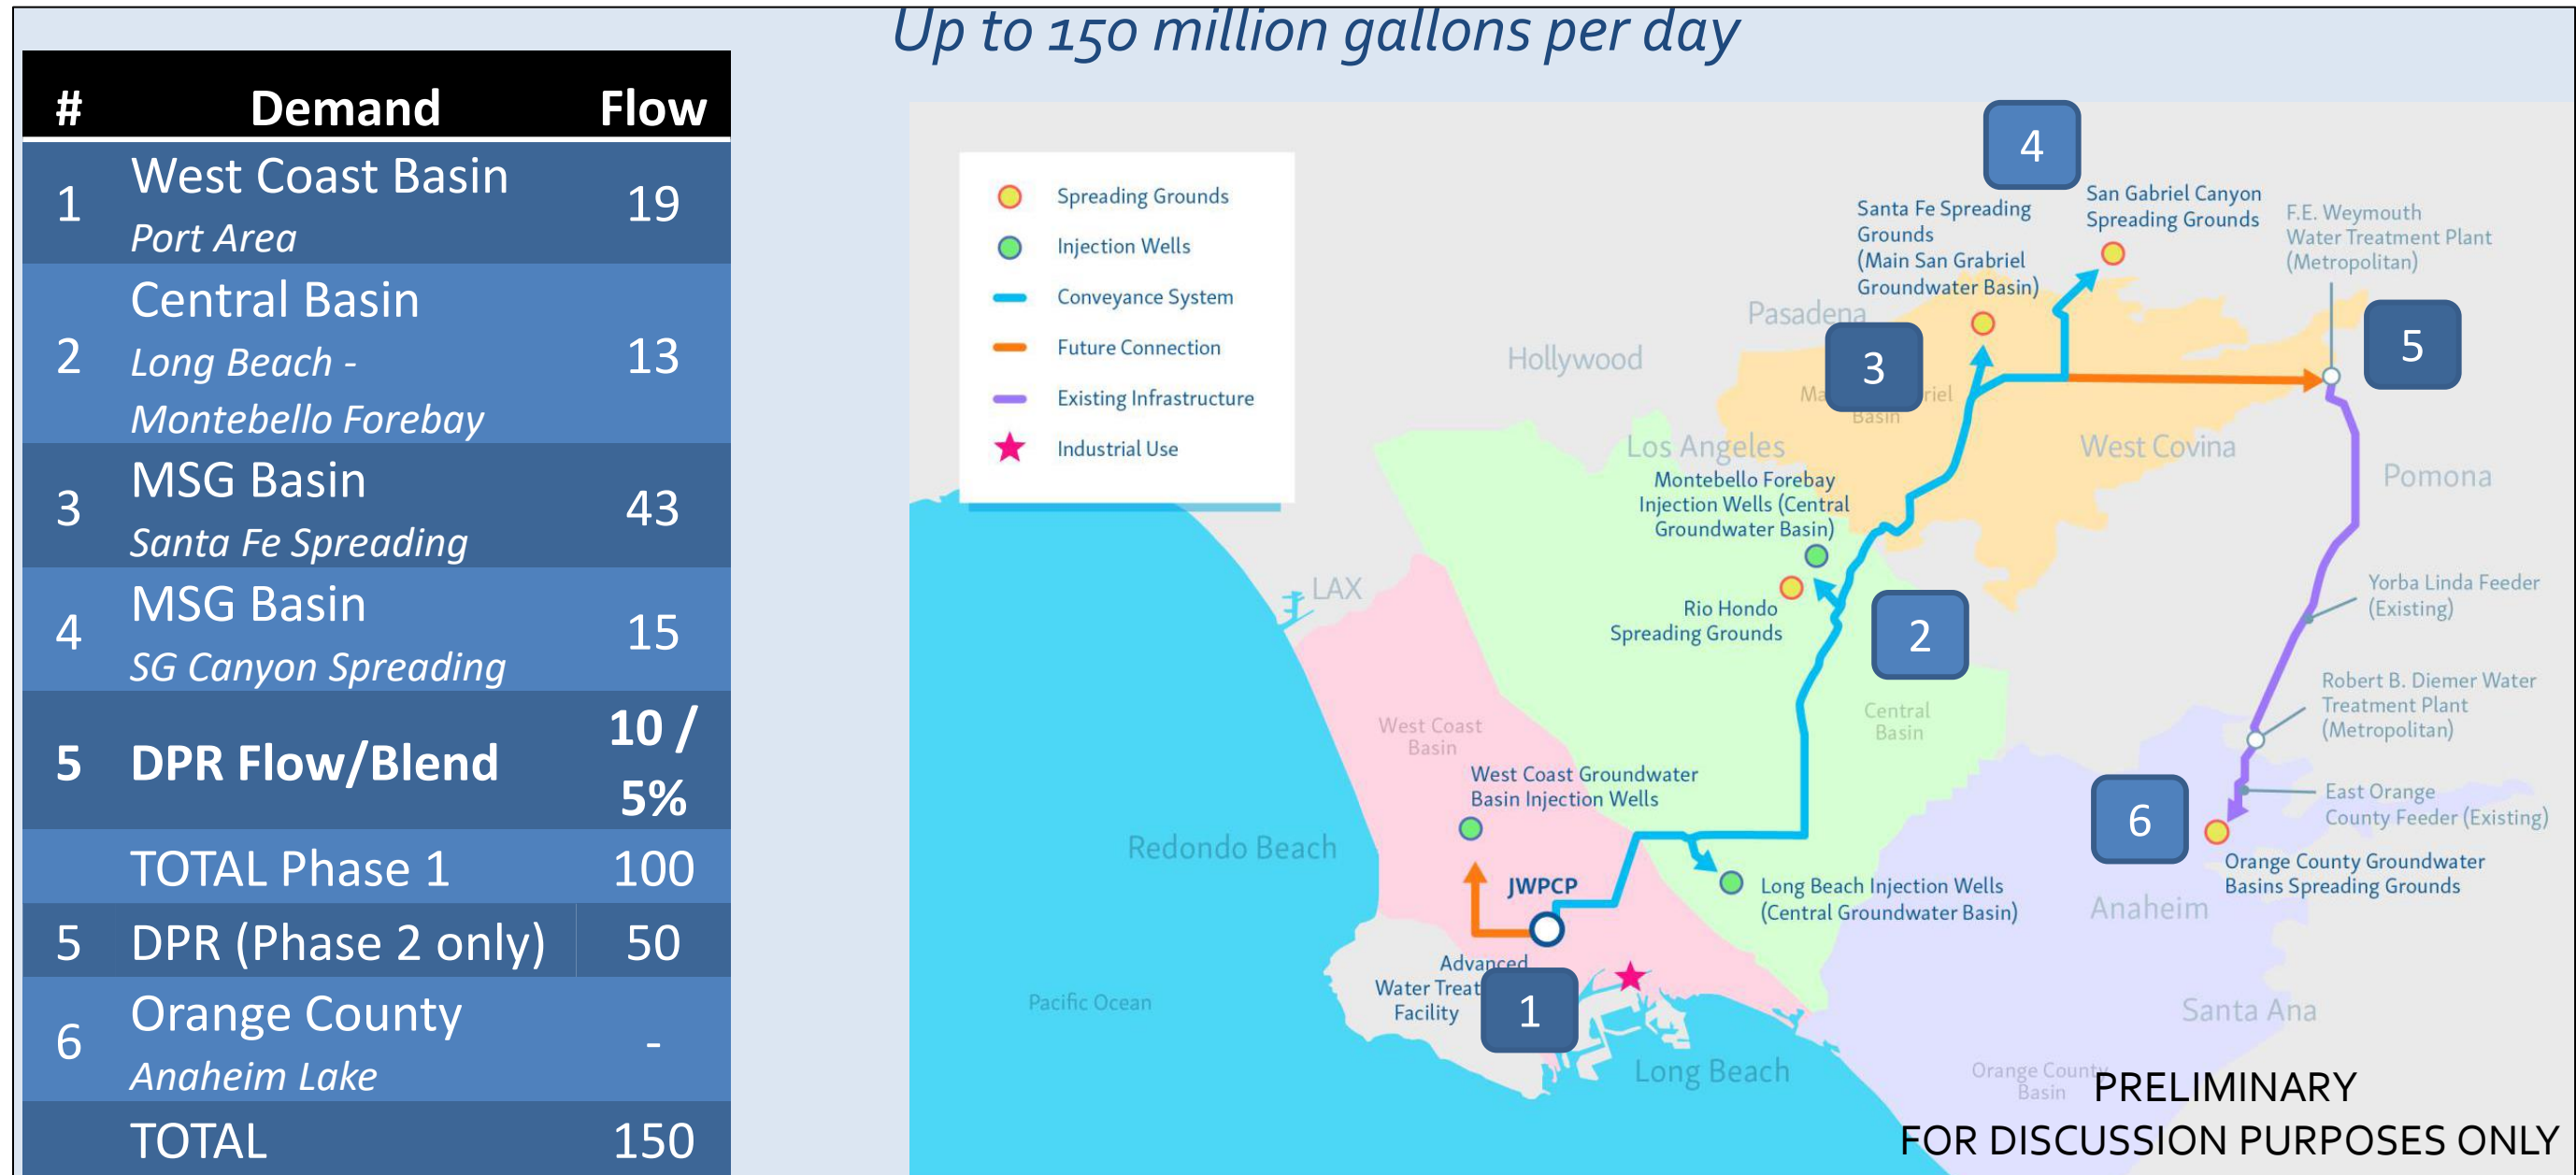 Up to 150 million gallons per day
# Demand Flow
1 West Coast Basin 19
Port Area
2 Central Basin 13
Long Beach -
Montebello Forebay
3 MSG Basin 43
Santa Fe Spreading
4 MSG Basin 15
SG Canyon Spreading
5 DPR Flow/Blend 10 /
5%
TOTAL Phase 1 100
5 DPR (Phase 2 only) 50
6 Orange County -
Anaheim Lake
TOTAL 150
Spreading Grounds
Injection Wells
Conveyance System
Future Connection
Existing Infrastructure
Industrial Use
4
San Gabriel Canyon
Spreading Grounds
Santa Fe Spreading
Grounds
(Main San Grabriel
Groundwater Basin)
F.E. Weymouth
Water Treatment Plant
(Metropolitan)
Pasadena
Hollywood
3
5
Basin
Los Angeles
West Covina
Pomona
Montebello Forebay
Injection Wells (Central
Groundwater Basin)
LAX
Rio Hondo
Spreading Grounds
2
Yorba Linda Feeder
(Existing)
Robert B. Diemer Water
Treatment Plant
(Metropolitan)
West Coast
Basin
Central
Basin
West Coast Groundwater
Basin Injection Wells
6
East Orange
County Feeder (Existing)
Redondo Beach
JWPCP
Long Beach Injection Wells
(Central Groundwater Basin)
Orange County Groundwater
Basins Spreading Grounds
Anaheim
Advanced
Water Treat
Facility
1
Pacific Ocean
Santa Ana
Long Beach
Orange County
Basin
PRELIMINARY
FOR DISCUSSION PURPOSES ONLY